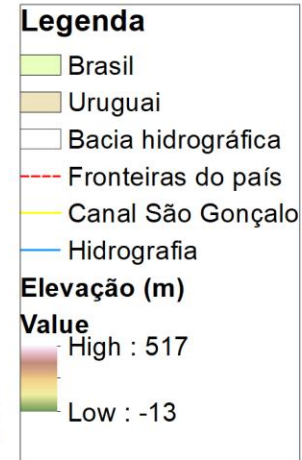 Legenda
Brasil
Uruguai
Bacia hidrográfica
Fronteiras do país
Canal São Gonçalo
Hidrografia
Elevação (m)
Value
High : 517
Low : -13